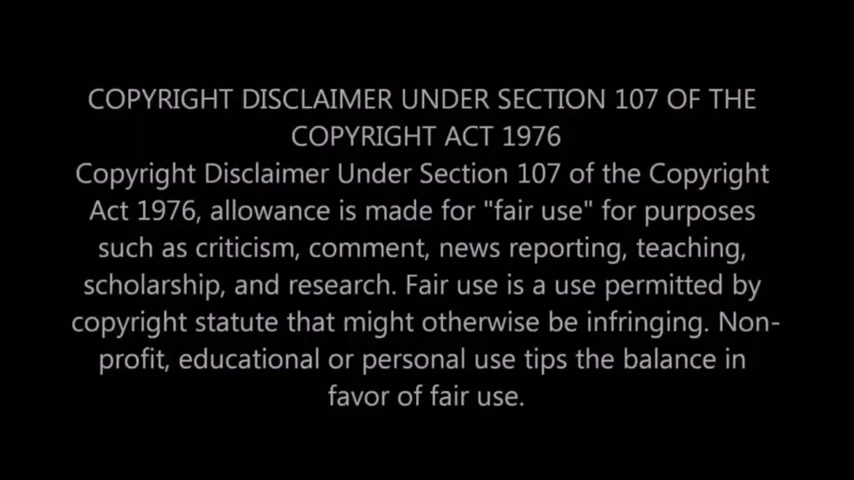 COPYRIGHT DISCLAIMER UNDER SECTION 107 OF THE
COPYRIGHT ACT 1976
Copyright Disclaimer Under Section 107 of the Copyright
Act 1976, allowance is made for "fair use" for purposes
such as criticism, comment, news reporting, teaching,
scholarship, and research. Fair use is a use permitted by
copyright statute that might otherwise be infringing. Non-
profit, educational or personal use tips the balance in
favor of fair use.